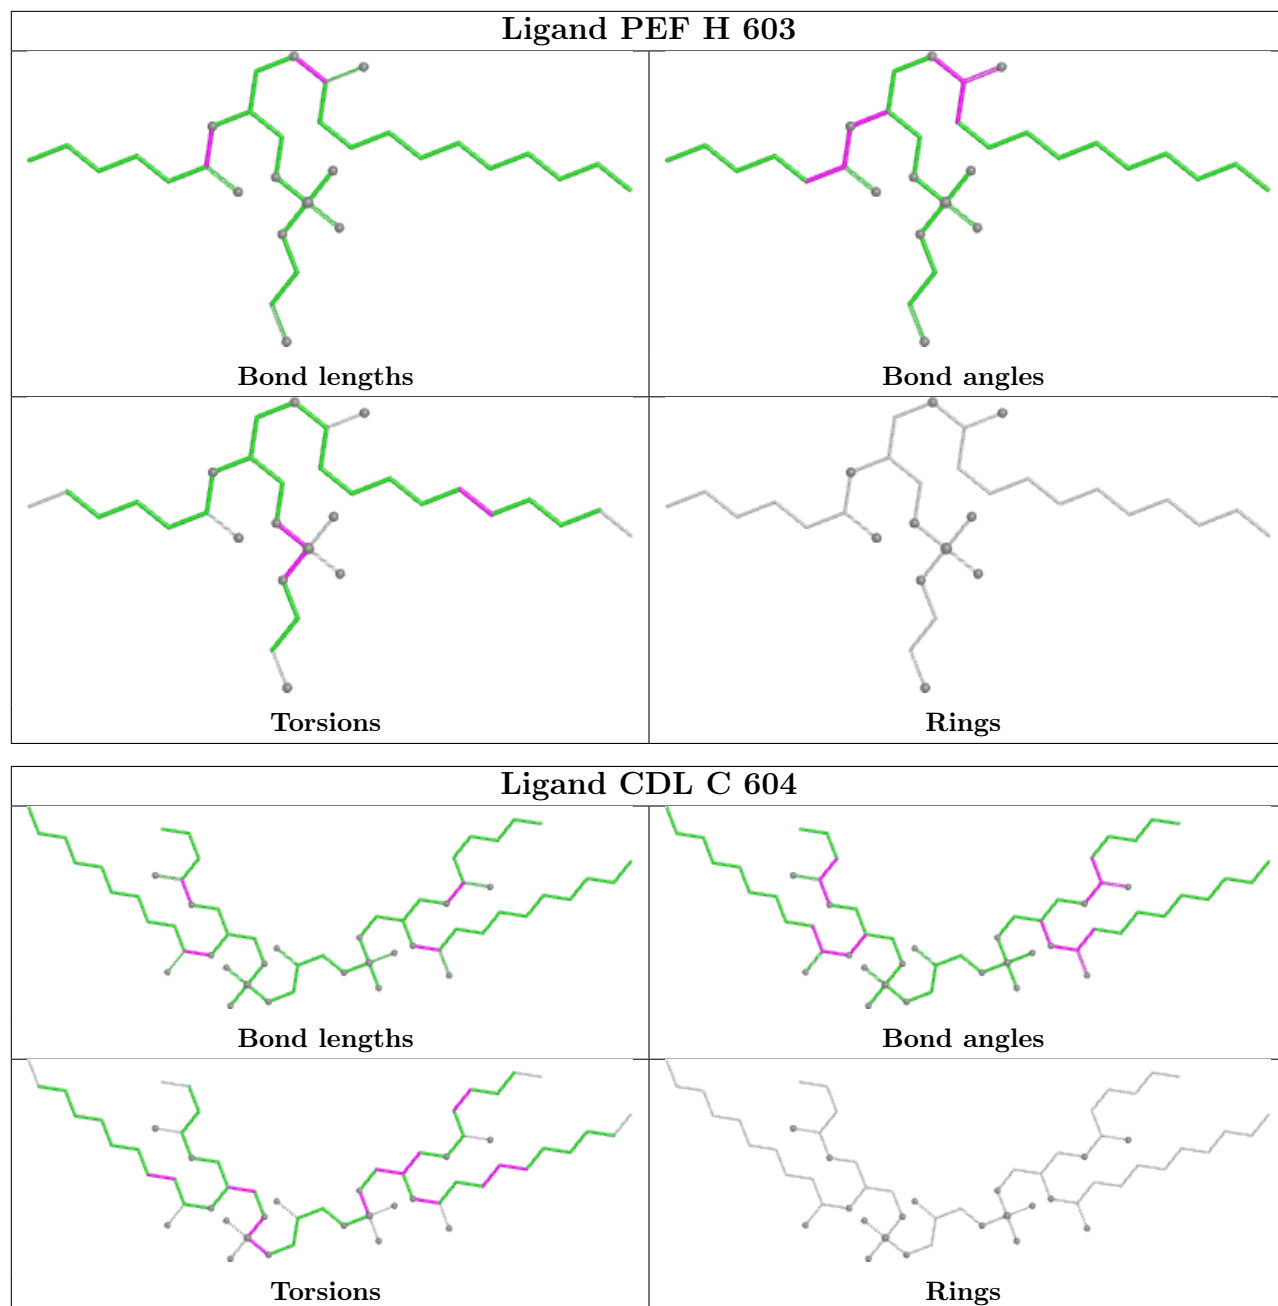 Ligand PEF H 603
Bond lengths
Bond angles
Torsions
Rings
Ligand CDL C 604
Bond lengths
Bond angles
Torsions
Rings